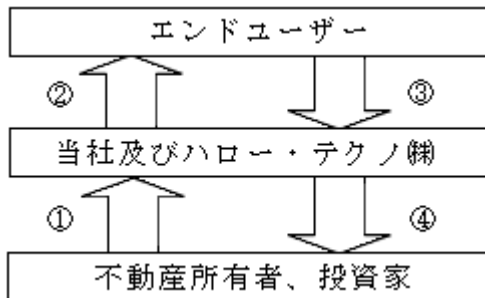 エンドユーザー
② ③
当社及びハロー・テクノ㈱
① ④
不動産所有者、投資家